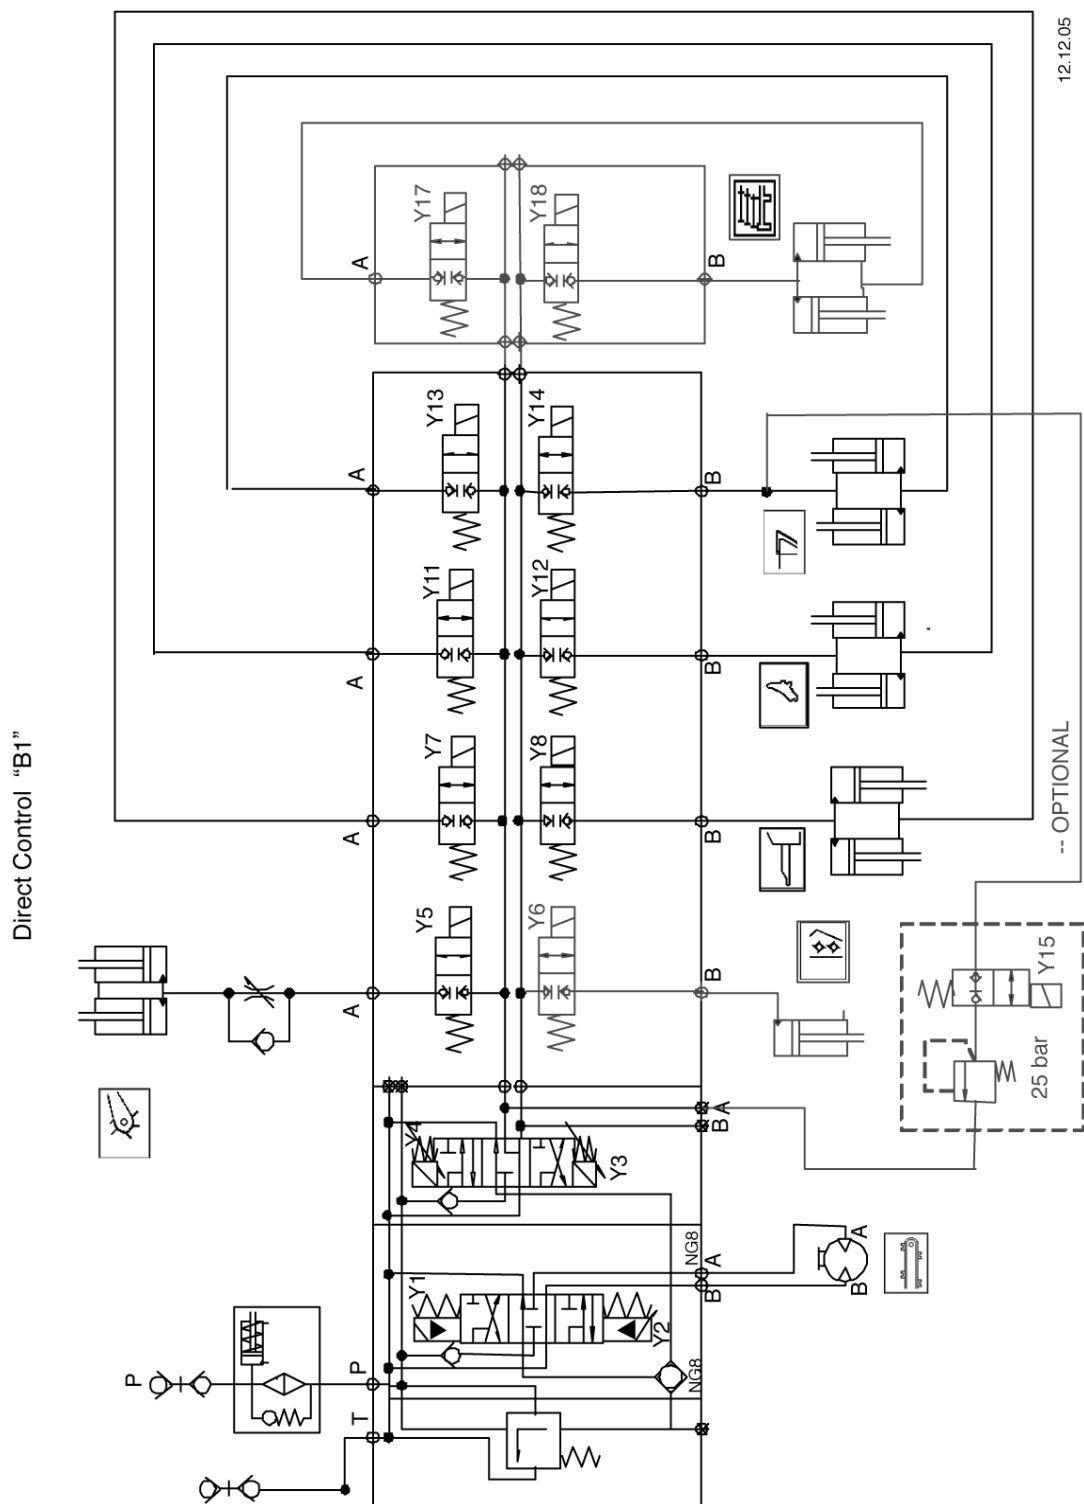 Direct Control "B1"
12.12.05
Y17
Y18
A
B
Y13
Y14
A
B
Y11
Y12
A
B
Y7
Y8
A
B
Y5
Y6
A
B
-- OPTIONAL
Y15
25 bar
Y4
Y3
A
B
Y1
Y2
NG8
A
B
A
B
NG8
P
P
T